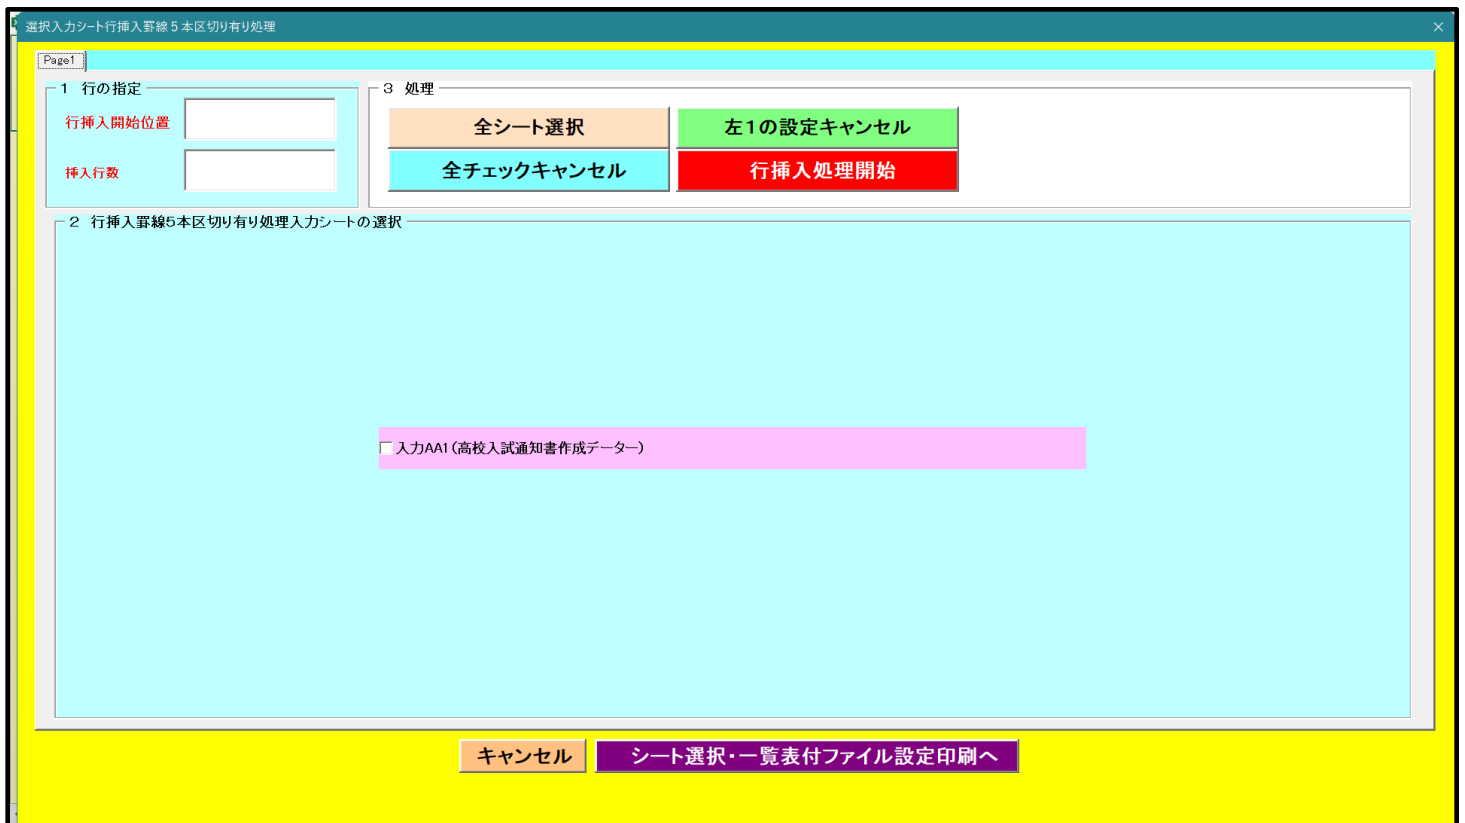 選択入力シート行挿入罫線５本区切り有り処理
Page1
1 行の指定
行挿入開始位置
挿入行数
3 処理
全シート選択
左1の設定キャンセル
全チェックキャンセル
行挿入処理開始
2 行挿入罫線5本区切り有り処理入力シートの選択
入力AA1(高校入試通知書作成データー)
キャンセル
シート選択・一覧表付ファイル設定印刷へ